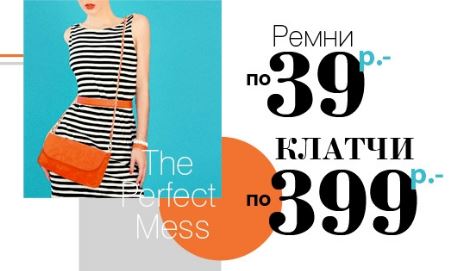 Ремни
по 39 р.-
КЛАТЧИ
по 399 р.-
The
Perfect
Mess